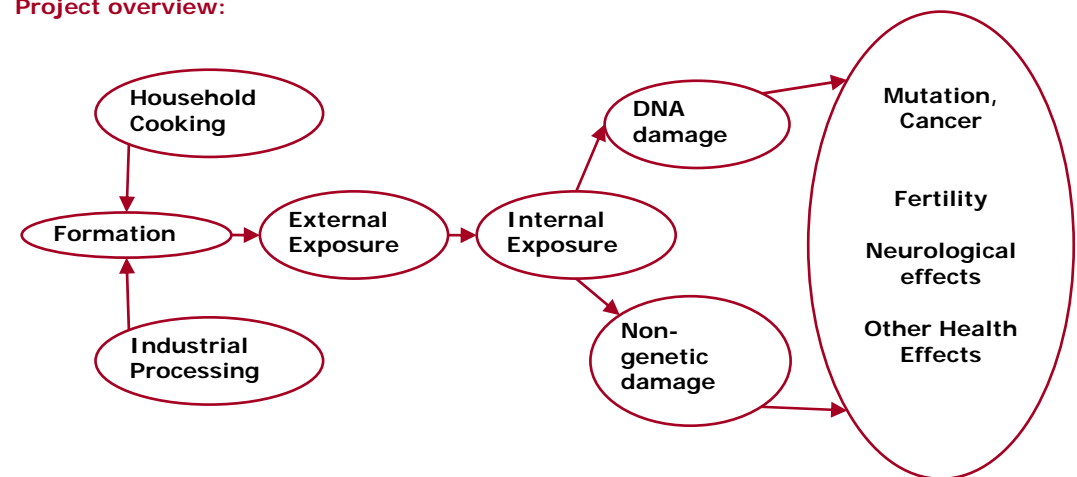 Project overview:
Household
Cooking
Formation
Industrial
Processing
External
Exposure
Internal
Exposure
DNA
damage
Non-
genetic
damage
Mutation,
Cancer
Fertility
Neurological
effects
Other Health
Effects